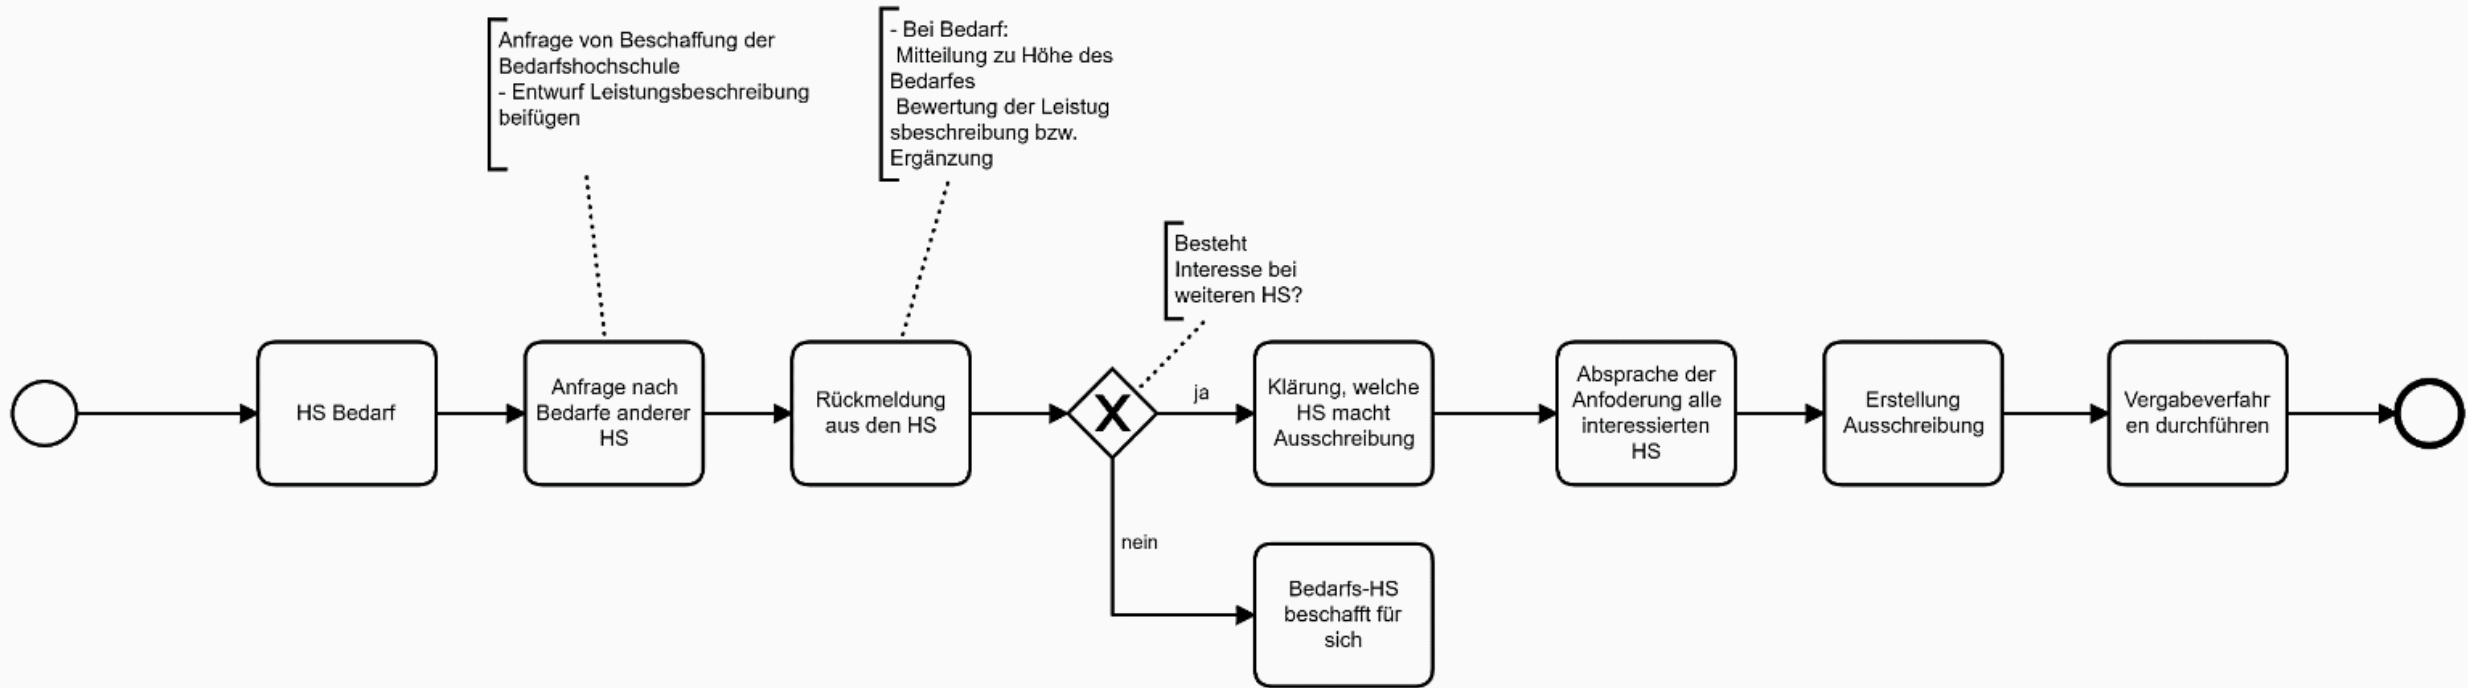 Anfrage von Beschaffung der
Bedarfshochschule
- Entwurf Leistungsbeschreibung
beifügen
- Bei Bedarf:
Mitteilung zu Höhe des
Bedarfes
Bewertung der Leistug
sbeschreibung bzw.
Ergänzung
Besteht
Interesse bei
weiteren HS?
HS Bedarf
Anfrage nach
Bedarfe anderer
HS
Rückmeldung
aus den HS
X
ja
Klärung, welche
HS macht
Ausschreibung
Absprache der
Anfoderung alle
interessierten
HS
Erstellung
Ausschreibung
Vergabeverfahr
en durchführen
nein
Bedarfs-HS
beschafft für
sich